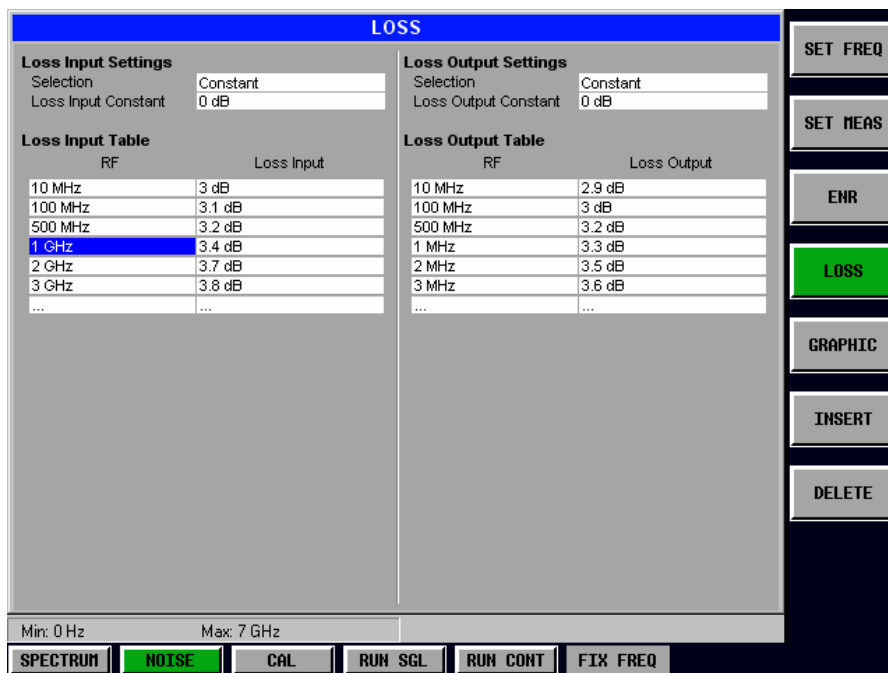 LOSS
Loss Input Settings
Selection Constant
Loss Input Constant 0 dB
Loss Input Table
RF Loss Input
10 MHz 3 dB
100 MHz 3.1 dB
500 MHz 3.2 dB
1 GHz 3.4 dB
2 GHz 3.7 dB
3 GHz 3.8 dB
... ...
Loss Output Settings
Selection Constant
Loss Output Constant 0 dB
Loss Output Table
RF Loss Output
10 MHz 2.9 dB
100 MHz 3 dB
500 MHz 3.2 dB
1 MHz 3.3 dB
2 MHz 3.5 dB
3 MHz 3.6 dB
... ...
Min: 0 Hz Max: 7 GHz
SET FREQ
SET MEAS
ENR
LOSS
GRAPHIC
INSERT
DELETE
SPECTRUM NOISE CAL RUN SGL RUN CONT FIX FREQ